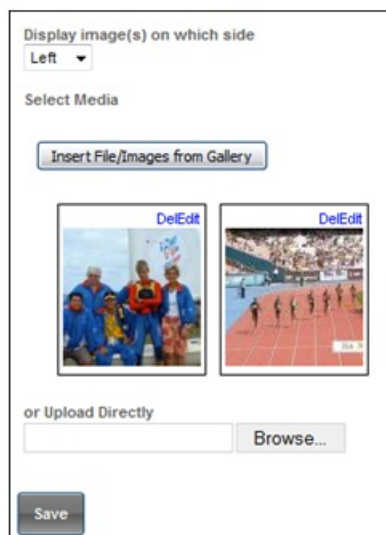 Display image(s) on which side
Left
Select Media
Insert File/Images from Gallery
DelEdit
DelEdit
or Upload Directly
Browse...
Save